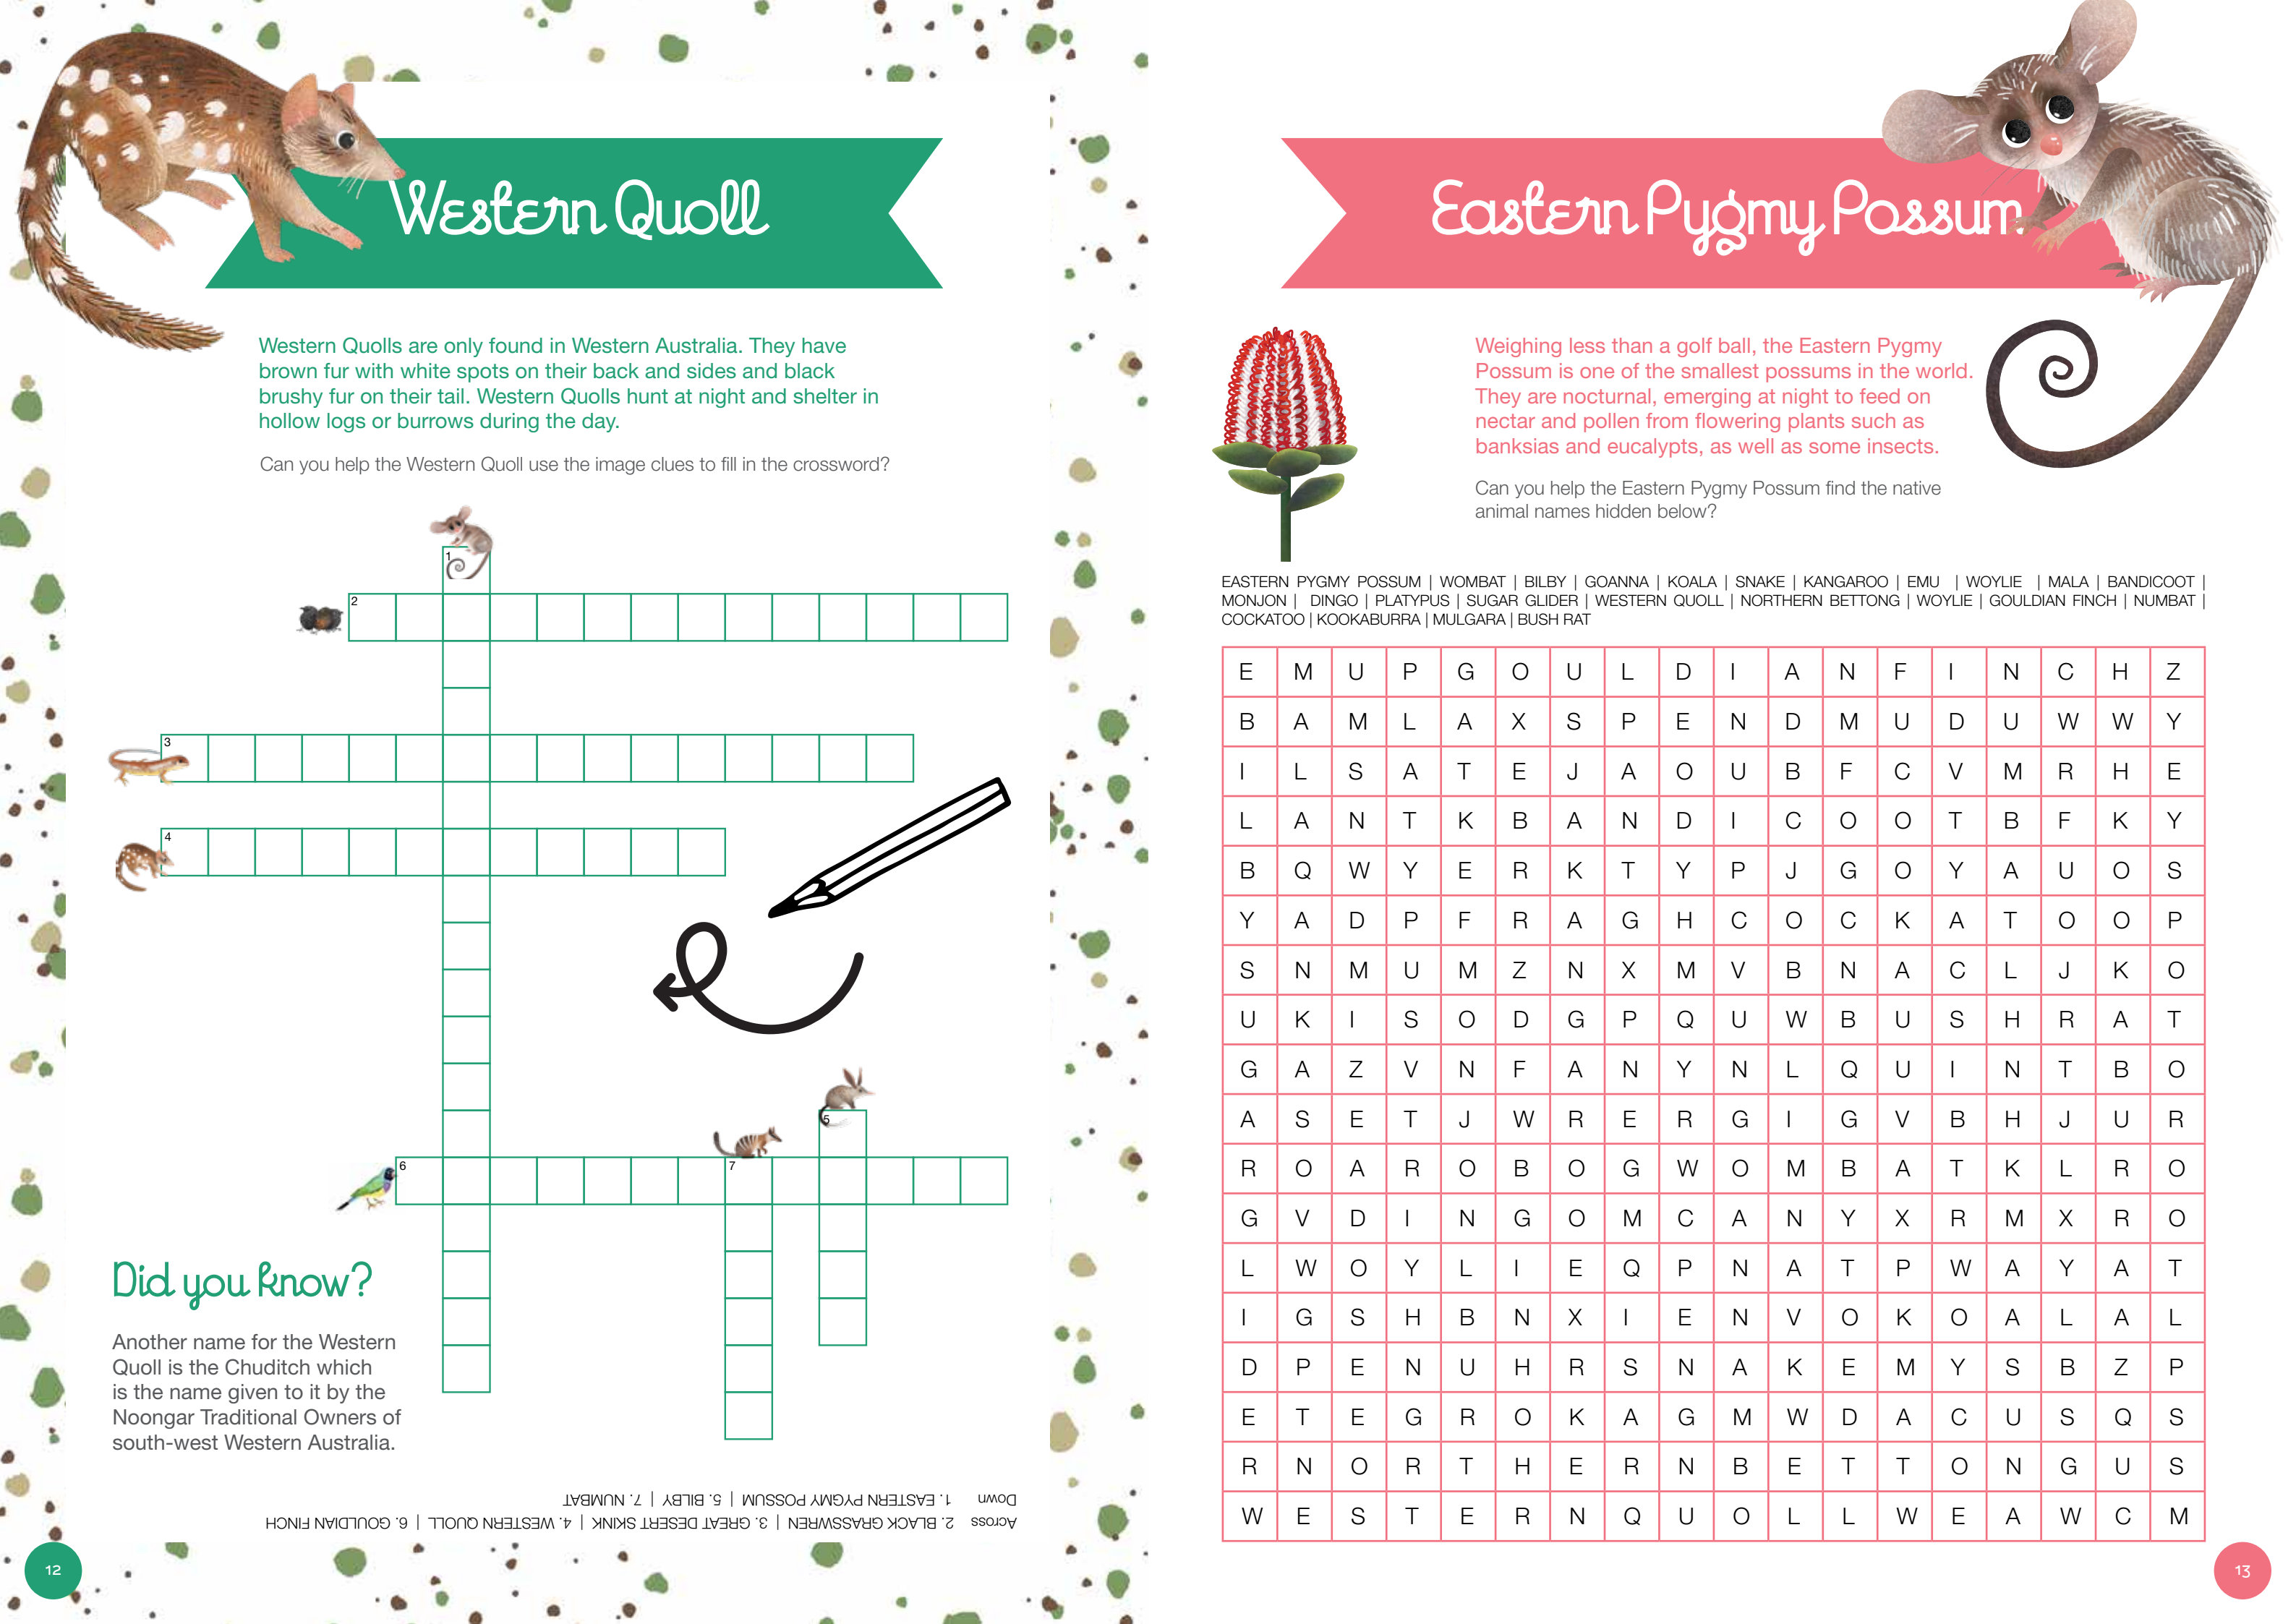 Western Quoll
Western Quolls are only found in Western Australia. They have
brown fur with white spots on their back and sides and black
brushy fur on their tail. Western Quolls hunt at night and shelter in
hollow logs or burrows during the day.
Can you help the Western Quoll use the image clues to fill in the crossword?
1
2
3
4
5
6
7
Did you know?
Another name for the Western
Quoll is the Chuditch which
is the name given to it by the
Noongar Traditional Owners of
south-west Western Australia.
Across 2. BLACK GRASSWREN | 3. GREAT DESERT SKINK | 4. WESTERN QUOLL | 6. GOULDIAN FINCH
Down 1. EASTERN PYGMY POSSUM | 5. BILBY | 7. NUMBAT
12
Eastern Pygmy Possum
Weighing less than a golf ball, the Eastern Pygmy
Possum is one of the smallest possums in the world.
They are nocturnal, emerging at night to feed on
nectar and pollen from flowering plants such as
banksias and eucalypts, as well as some insects.
Can you help the Eastern Pygmy Possum find the native
animal names hidden below?
EASTERN PYGMY POSSUM | WOMBAT | BILBY | GOANNA | KOALA | SNAKE | KANGAROO | EMU | WOYLIE | MALA | BANDICOOT |
MONJON | DINGO | PLATYPUS | SUGAR GLIDER | WESTERN QUOLL | NORTHERN BETTONG | WOYLIE | GOULDIAN FINCH | NUMBAT |
COCKATOO | KOOKABURRA | MULGARA | BUSH RAT
E M U P G O U L D I A N F I N C H Z
B A M L A X S P E N D M U D U W W Y
I L S A T E J A O U B F C V M R H E
L A N T K B A N D I C O O T B F K Y
B Q W Y E R K T Y P J G O Y A U O S
Y A D P F R A G H C O C K A T O O P
S N M U M Z N X M V B N A C L J K O
U K I S O D G P Q U W B U S H R A T
G A Z V N F A N Y N L Q U I N T B O
A S E T J W R E R G I G V B H J U R
R O A R O B O G W O M B A T K L R O
G V D I N G O M C A N Y X R M X R O
L W O Y L I E Q P N A T P W A Y A T
I G S H B N X I E N V O K O A L A L
D P E N U H R S N A K E M Y S B Z P
E T E G R O K A G M W D A C U S Q S
R N O R T H E R N B E T T O N G U S
W E S T E R N Q U O L L W E A W C M
13